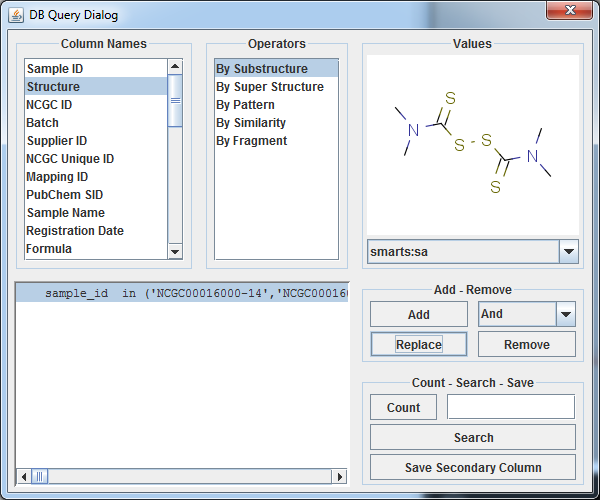 DB Query Dialog
Column Names
Sample ID
Structure
NCGC ID
Batch
Supplier ID
NCGC Unique ID
Mapping ID
PubChem SID
Sample Name
Registration Date
Formula
Operators
By Substructure
By Super Structure
By Pattern
By Similarity
By Fragment
Values
S
N
S
S
N
S
smarts:sa
sample_id in ('NCGC00016000-14','NCGC00016
Add - Remove
Add
And
Replace
Remove
Count - Search - Save
Count
Search
Save Secondary Column